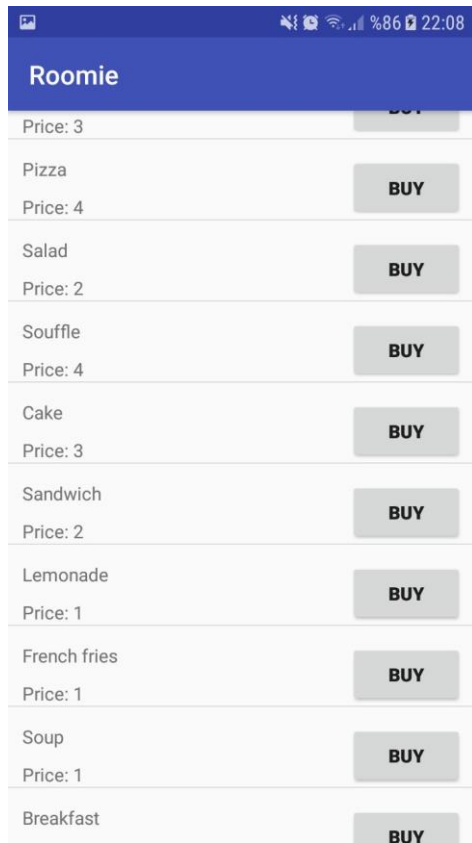 %86 22:08
Roomie
Price: 3
Pizza
BUY
Price: 4
Salad
BUY
Price: 2
Souffle
BUY
Price: 4
Cake
BUY
Price: 3
Sandwich
BUY
Price: 2
Lemonade
BUY
Price: 1
French fries
BUY
Price: 1
Soup
BUY
Price: 1
Breakfast
BUY